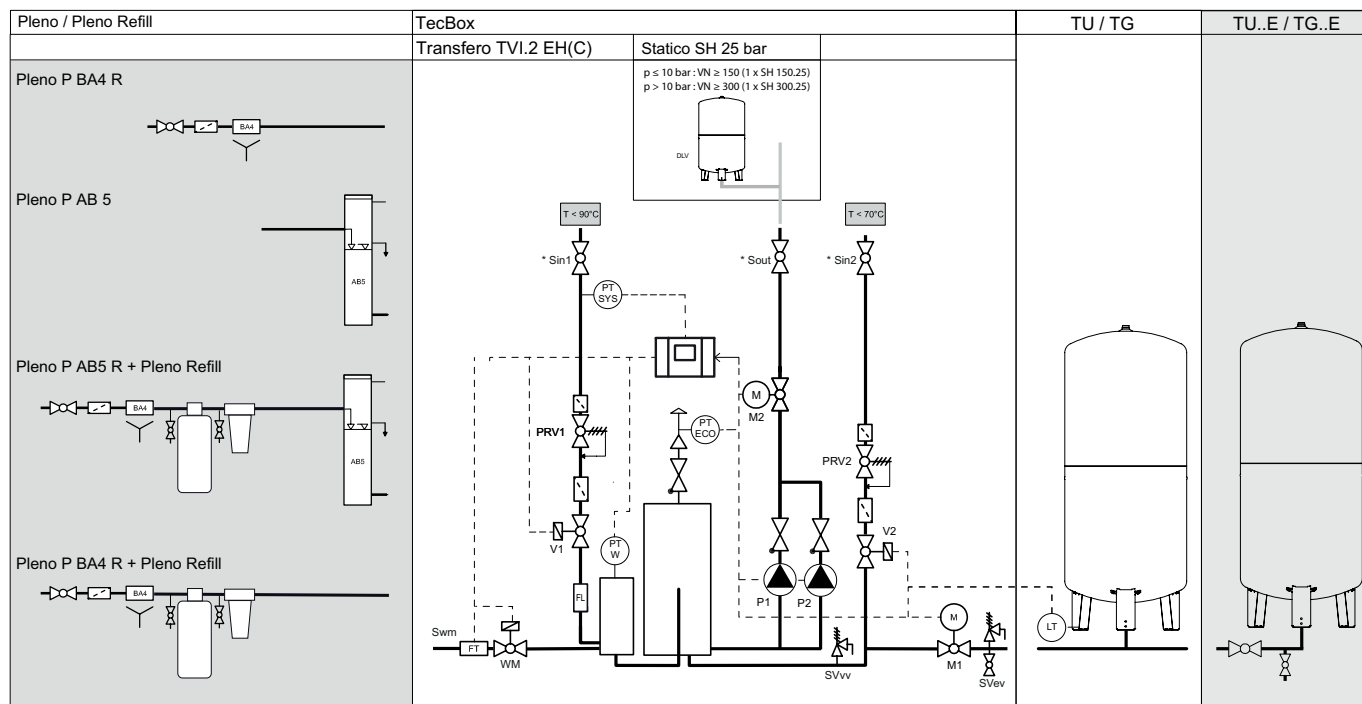 Pleno / Pleno Refill
TecBox
TU / TG
TU..E / TG..E
Transfero TVI.2 EH(C)
Statico SH 25 bar
p ≤ 10 bar : VN ≥ 150 (1 x SH 150.25)
p > 10 bar : VN ≥ 300 (1 x SH 300.25)
DLV
Pleno P BA4 R
BA4
Pleno P AB 5
AB5
Pleno P AB5 R + Pleno Refill
BA4
AB5
Pleno P BA4 R + Pleno Refill
BA4
T < 90°C
T < 70°C
* Sin1
* Sout
* Sin2
PT
SYS
M
M2
PRV1
PT
ECO
PRV2
V1
PT
W
V2
FL
P1
P2
M
LT
Swm
FT
WM
SVvv
M1
SVev